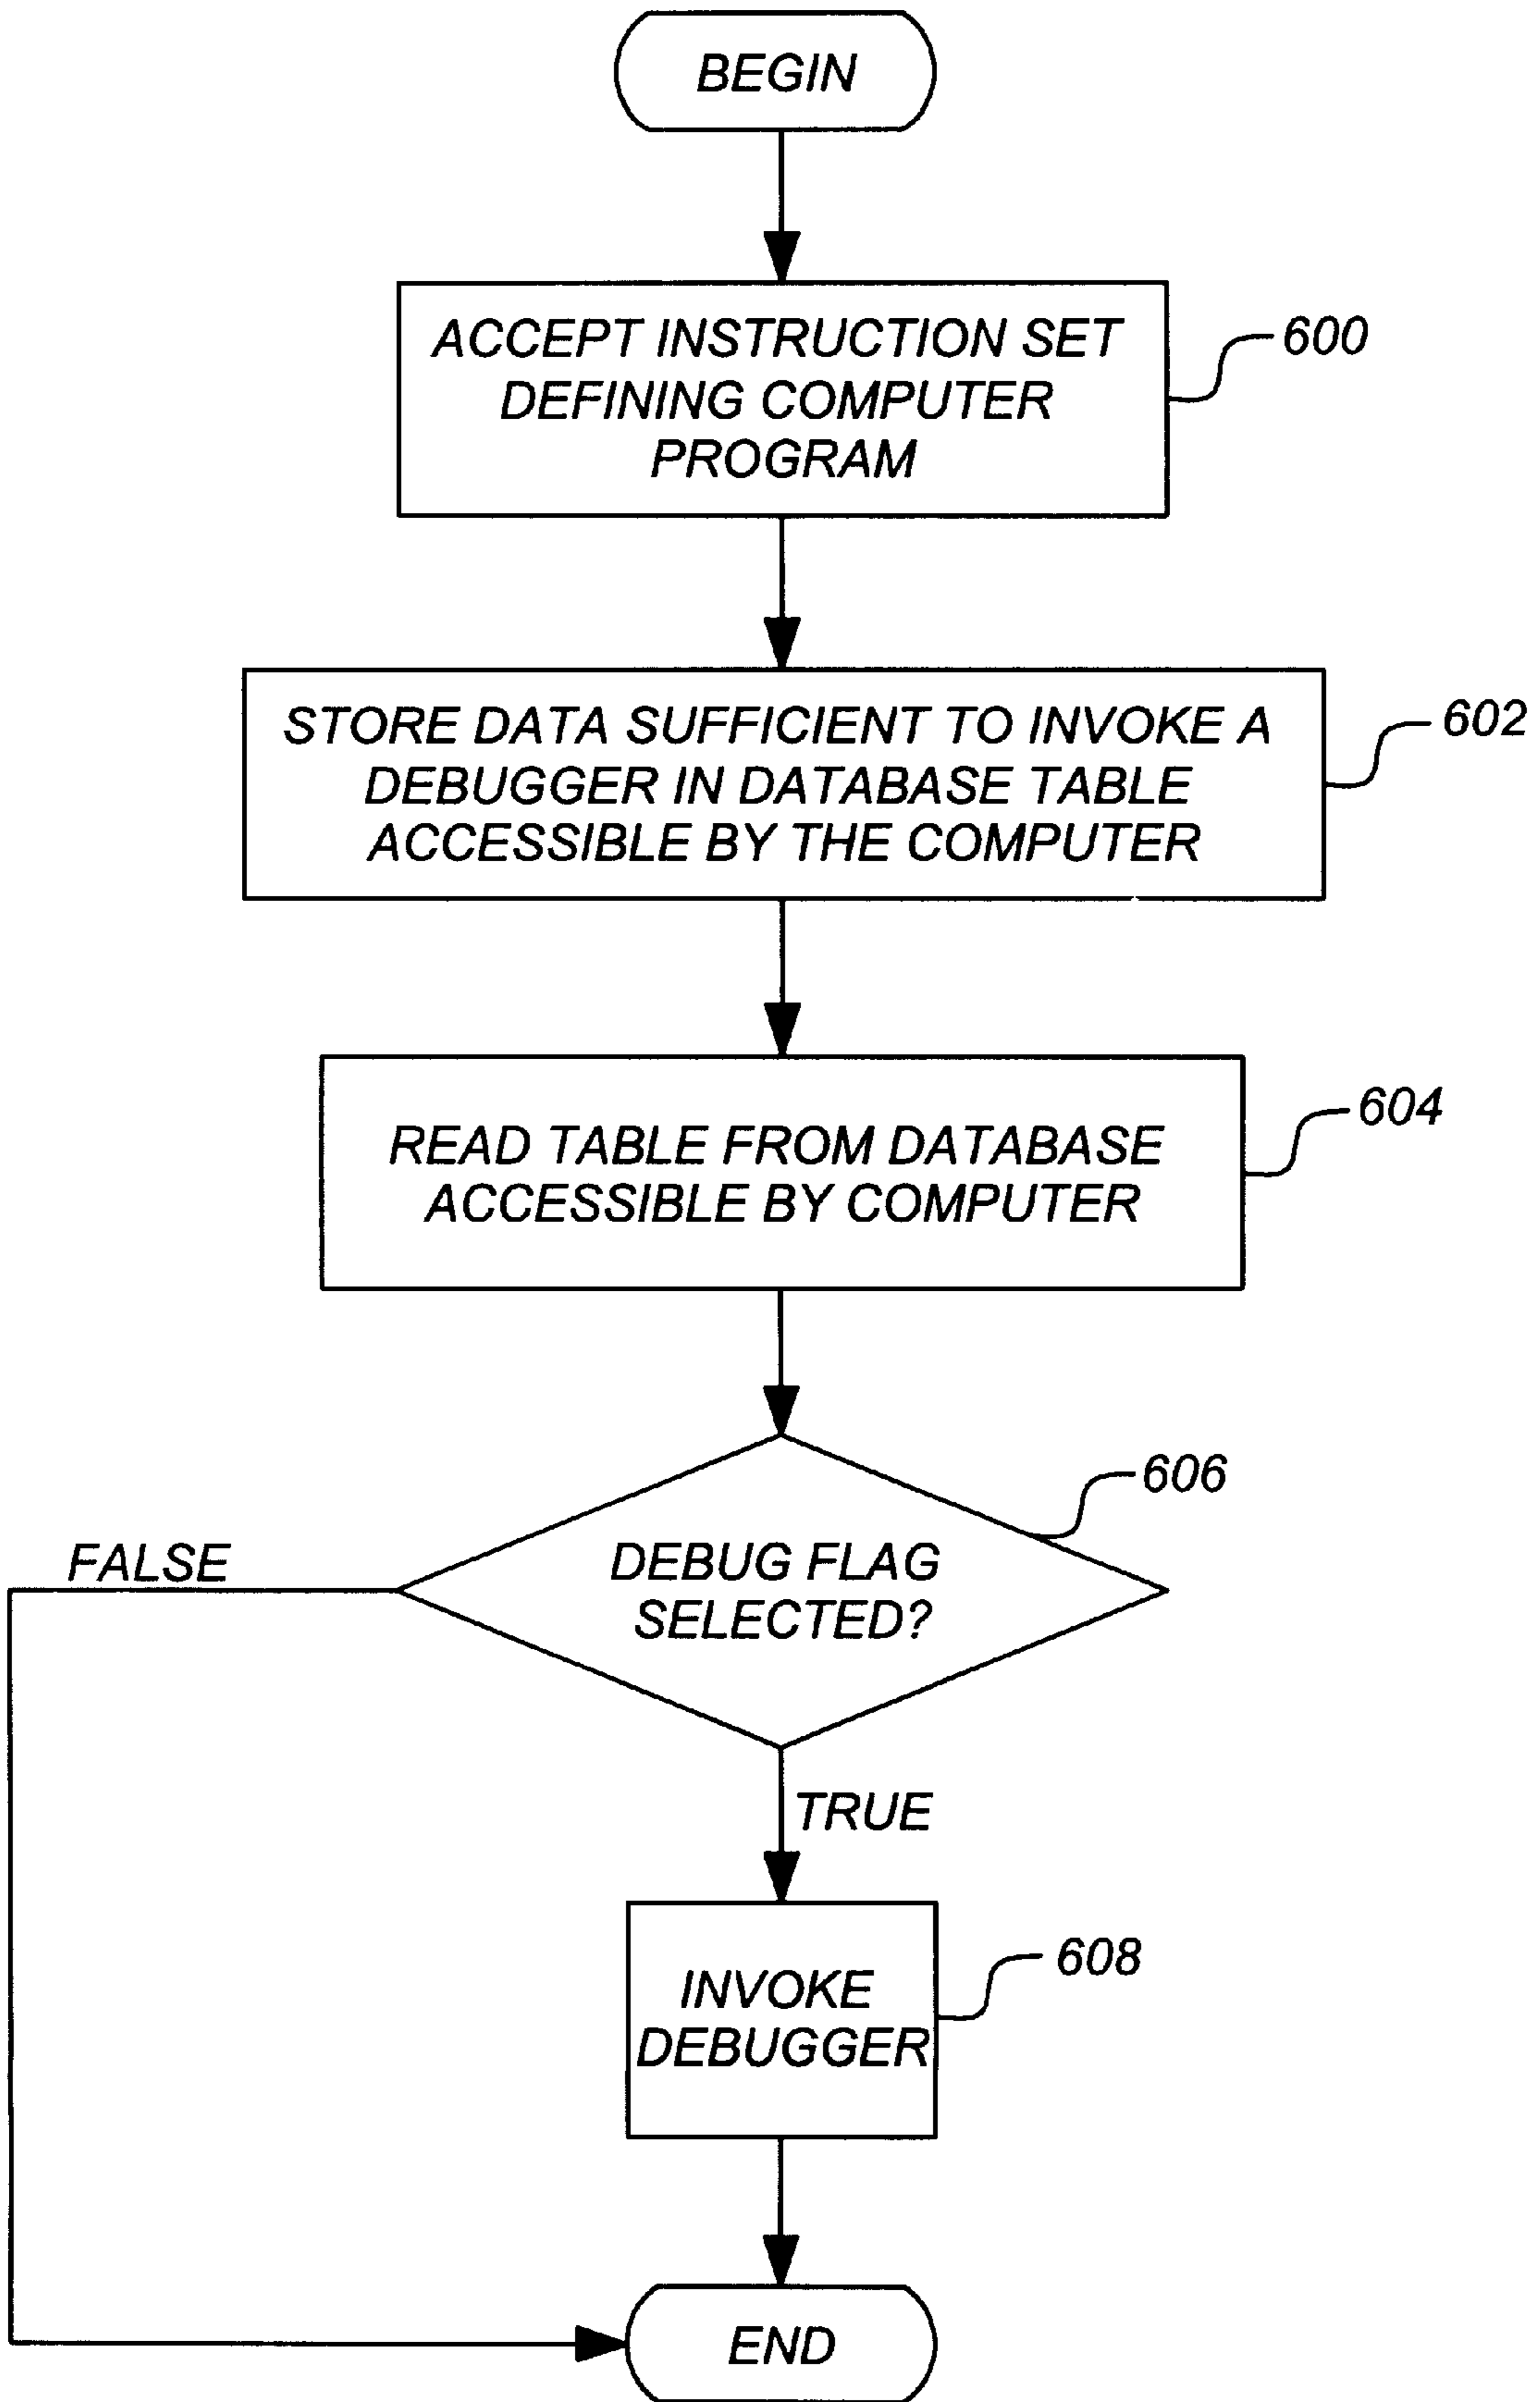 BEGIN
ACCEPT INSTRUCTION SET
DEFINING COMPUTER
PROGRAM
600
STORE DATA SUFFICIENT TO INVOKE A
DEBUGGER IN DATABASE TABLE
ACCESSIBLE BY THE COMPUTER
602
READ TABLE FROM DATABASE
ACCESSIBLE BY COMPUTER
604
606
DEBUG FLAG
SELECTED?
FALSE
TRUE
INVOKE
DEBUGGER
608
END